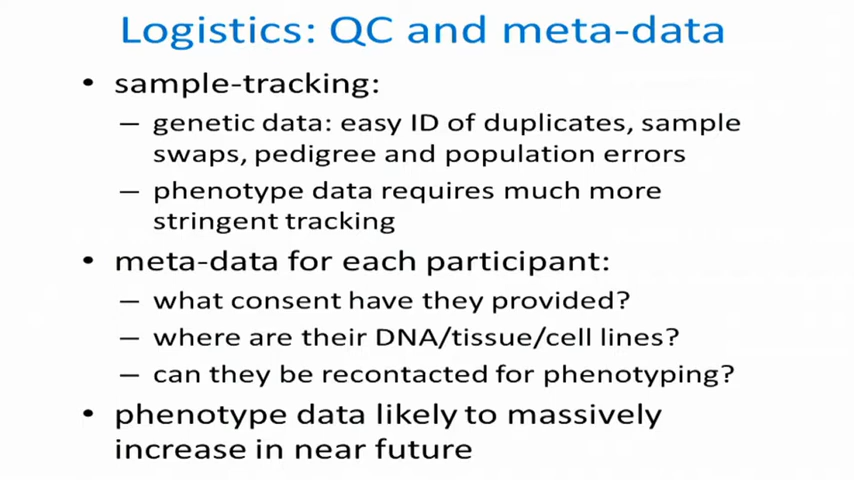 Logistics: QC and meta-data
• sample-tracking:
– genetic data: easy ID of duplicates, sample
swaps, pedigree and population errors
– phenotype data requires much more
stringent tracking
• meta-data for each participant:
– what consent have they provided?
– where are their DNA/tissue/cell lines?
– can they be recontacted for phenotyping?
• phenotype data likely to massively
increase in near future